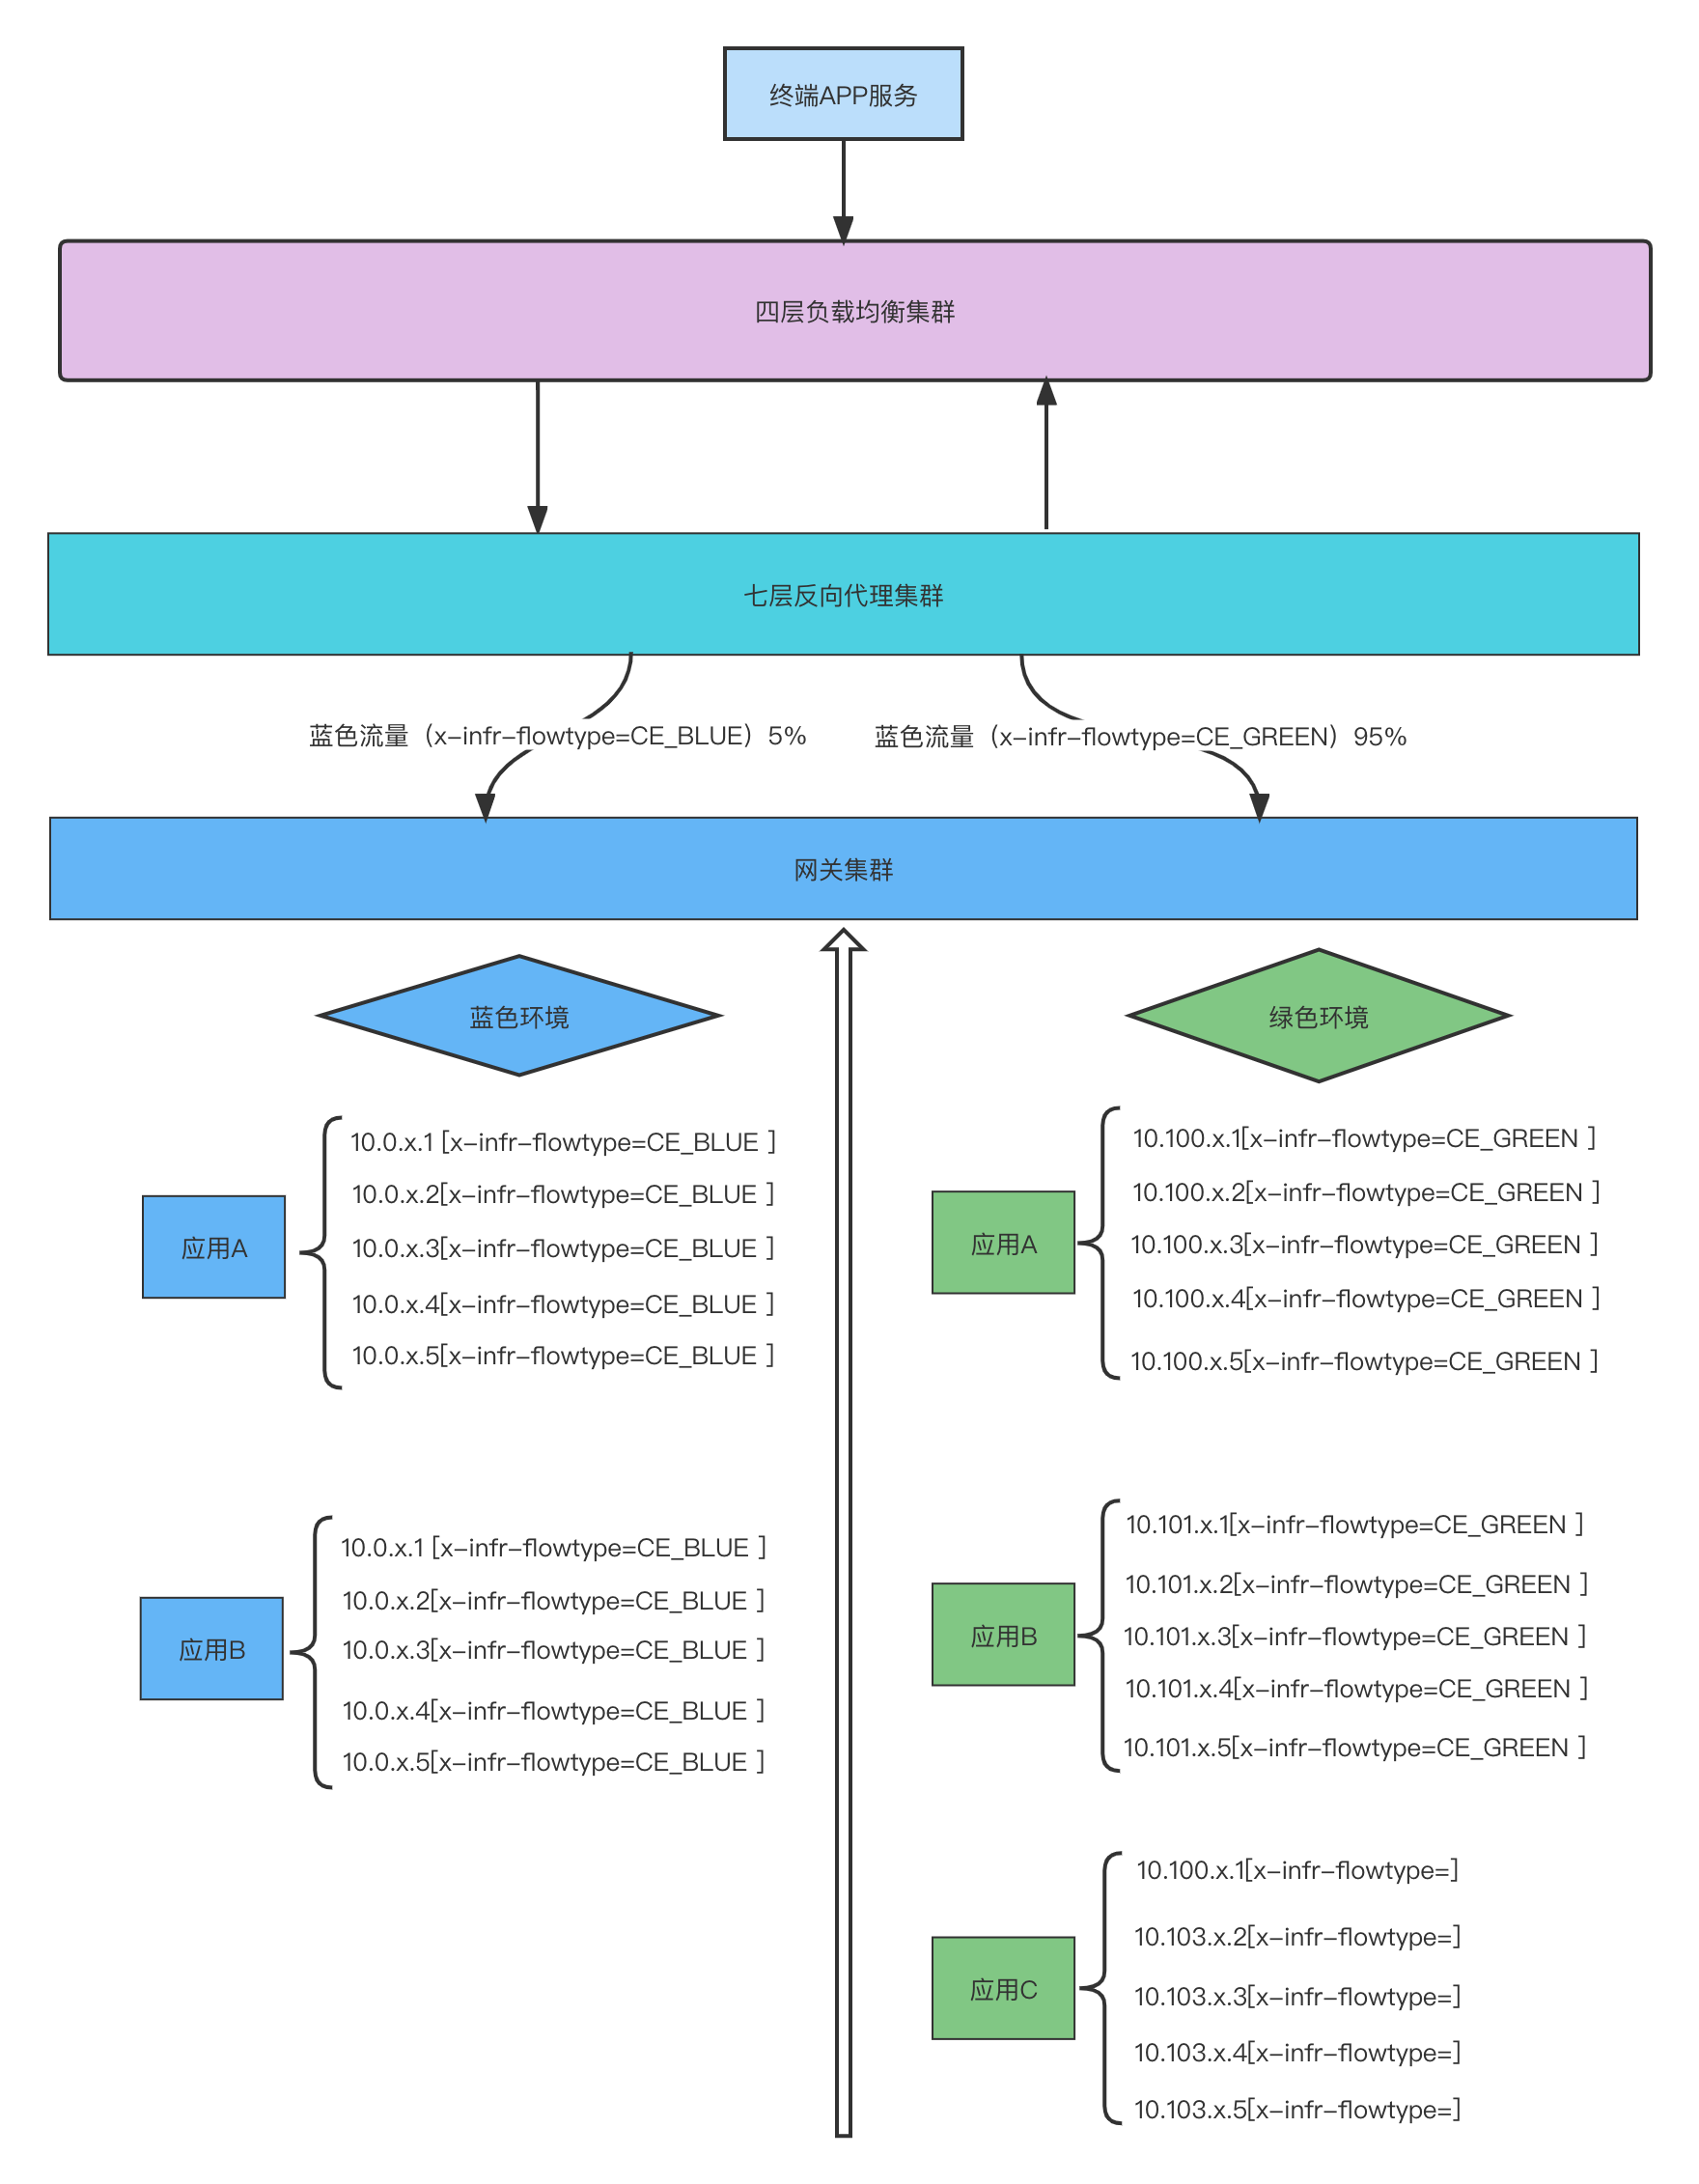 终端APP服务
四层负载均衡集群
七层反向代理集群
蓝色流量（x-infr-flowtype=CE_BLUE）5%
蓝色流量（x-infr-flowtype=CE_GREEN）95%
网关集群
蓝色环境
绿色环境
应用A
10.0.x.1 [x-infr-flowtype=CE_BLUE ]
10.0.x.2[x-infr-flowtype=CE_BLUE ]
10.0.x.3[x-infr-flowtype=CE_BLUE ]
10.0.x.4[x-infr-flowtype=CE_BLUE ]
10.0.x.5[x-infr-flowtype=CE_BLUE ]
应用A
10.100.x.1[x-infr-flowtype=CE_GREEN ]
10.100.x.2[x-infr-flowtype=CE_GREEN ]
10.100.x.3[x-infr-flowtype=CE_GREEN ]
10.100.x.4[x-infr-flowtype=CE_GREEN ]
10.100.x.5[x-infr-flowtype=CE_GREEN ]
应用B
10.0.x.1 [x-infr-flowtype=CE_BLUE ]
10.0.x.2[x-infr-flowtype=CE_BLUE ]
10.0.x.3[x-infr-flowtype=CE_BLUE ]
10.0.x.4[x-infr-flowtype=CE_BLUE ]
10.0.x.5[x-infr-flowtype=CE_BLUE ]
应用B
10.101.x.1[x-infr-flowtype=CE_GREEN ]
10.101.x.2[x-infr-flowtype=CE_GREEN ]
10.101.x.3[x-infr-flowtype=CE_GREEN ]
10.101.x.4[x-infr-flowtype=CE_GREEN ]
10.101.x.5[x-infr-flowtype=CE_GREEN ]
应用C
10.100.x.1[x-infr-flowtype=]
10.103.x.2[x-infr-flowtype=]
10.103.x.3[x-infr-flowtype=]
10.103.x.4[x-infr-flowtype=]
10.103.x.5[x-infr-flowtype=]